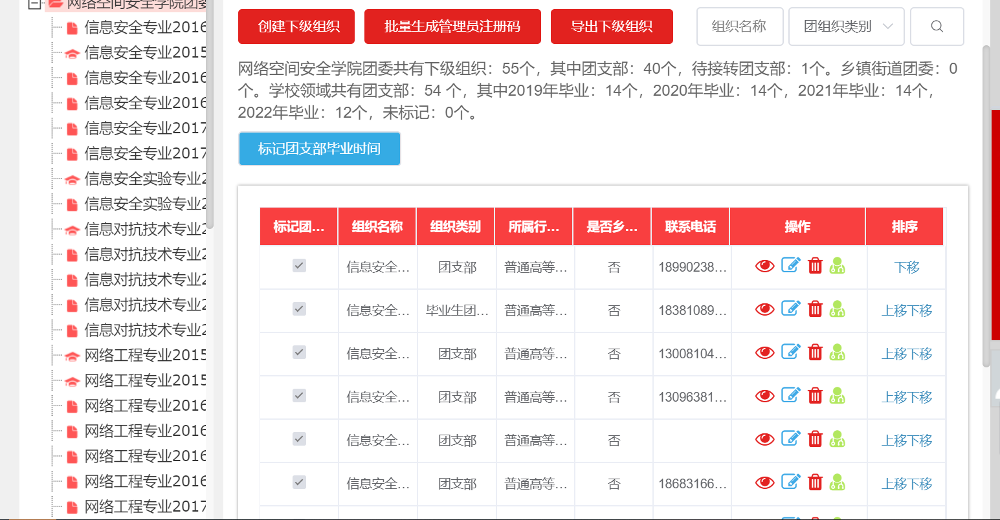 网络空间安全学院团委
信息安全专业2016
信息安全专业2015
信息安全专业2016
信息安全专业2016
信息安全专业2017
信息安全专业2017
信息安全实验专业2
信息安全实验专业2
信息对抗技术专业2
信息对抗技术专业2
信息对抗技术专业2
信息对抗技术专业2
信息对抗技术专业2
网络工程专业2015
网络工程专业2015
网络工程专业2016
网络工程专业2016
网络工程专业2016
网络工程专业2016
网络工程专业2017
创建下级组织 批量生成管理员注册码 导出下级组织 组织名称 团组织类别
网络空间安全学院团委共有下级组织：55个，其中团支部：40个，待接转团支部：1个。乡镇街道团委：0
个。学校领域共有团支部：54 个，其中2019年毕业：14个，2020年毕业：14个，2021年毕业：14个，
2022年毕业：12个，未标记：0个。
标记团支部毕业时间
标记团... 组织名称 组织类别 所属行... 是否乡... 联系电话 操作 排序
信息安全... 团支部 普通高等... 否 18990238... 下移
信息安全... 毕业生团... 普通高等... 否 18381089... 上移下移
信息安全... 团支部 普通高等... 否 13008104... 上移下移
信息安全... 团支部 普通高等... 否 13096381... 上移下移
信息安全... 团支部 普通高等... 否 上移下移
信息安全... 团支部 普通高等... 否 18683166... 上移下移